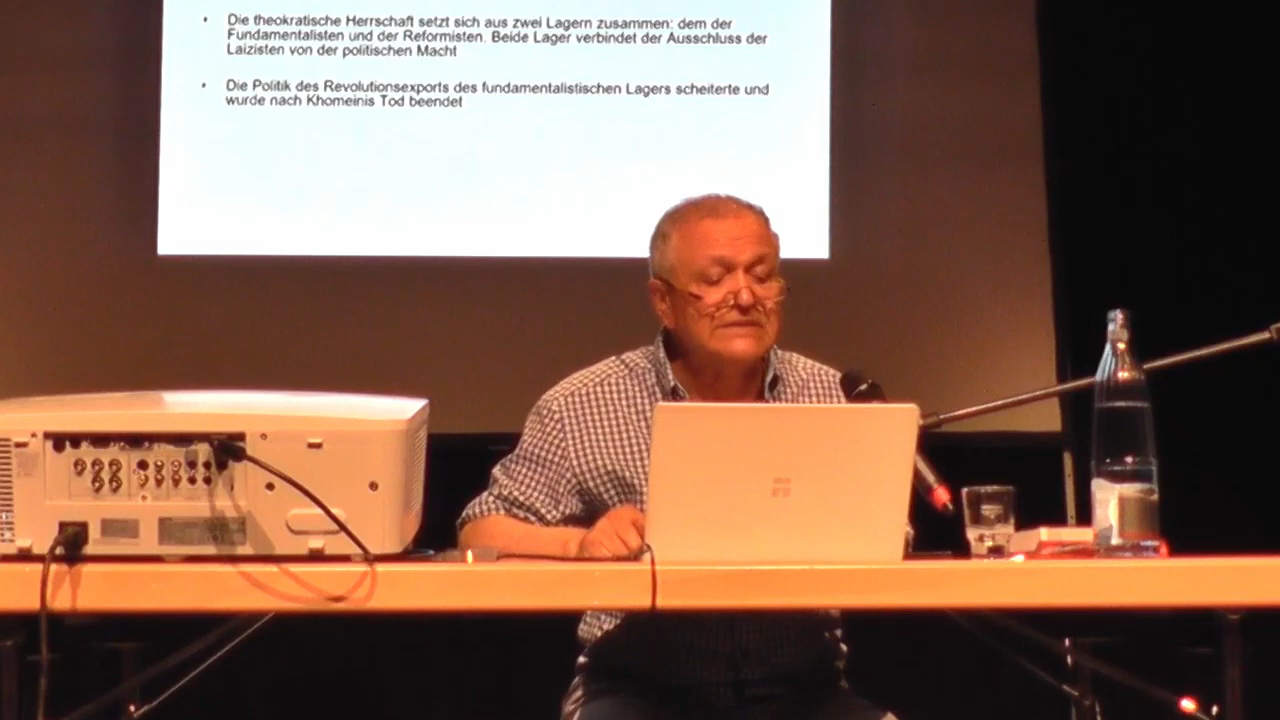 • Die theokratische Herrschaft setzt sich aus zwei Lagern zusammen: dem der
Fundamentalisten und der Reformisten. Beide Lager verbindet der Ausschluss der
Laizisten von der politischen Macht
• Die Politik des Revolutionsexports des fundamentalistischen Lagers scheiterte und
wurde nach Khomeinis Tod beendet